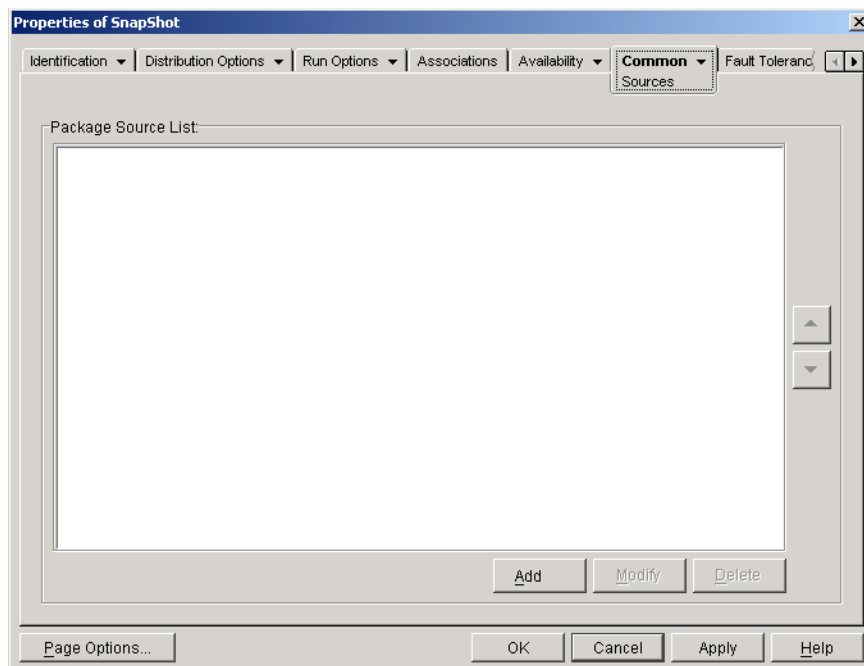 Properties of SnapShot
Identification
Distribution Options
Run Options
Associations
Availability
Common
Fault Toleranc
Sources
Package Source List:
Add
Modify
Delete
Page Options...
OK
Cancel
Apply
Help